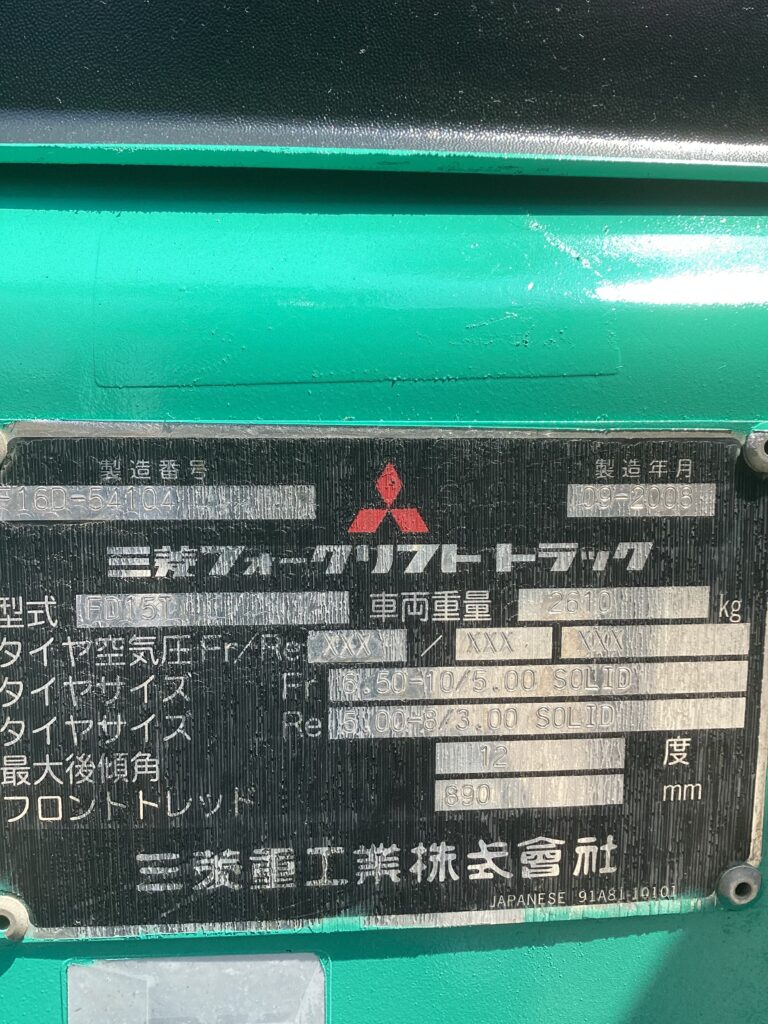 製造番号 製造年月
F16D-54104 09-2006
三菱フォークリフトトラック
型式 FD15T 車両重量 2610 kg
タイヤ空気圧 Fr/Re XXX / XXX XXX
タイヤサイズ Fr 6.50-10/5.00 SOLID
タイヤサイズ Re 5.00-8/3.00 SOLID
最大後傾角 12 度
フロントトレッド 890 mm
三菱重工業株式會社
JAPANESE 91A81-10101